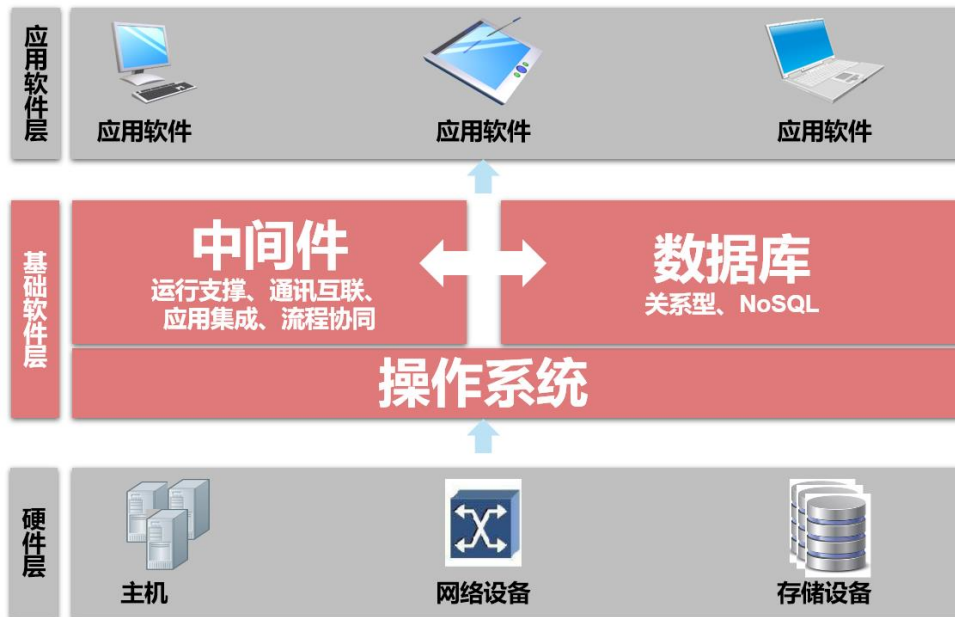 应用软件层
应用软件
应用软件
应用软件
基础软件层
中间件
运行支撑、通讯互联、
应用集成、流程协同
数据库
关系型、NoSQL
操作系统
硬件层
主机
网络设备
存储设备